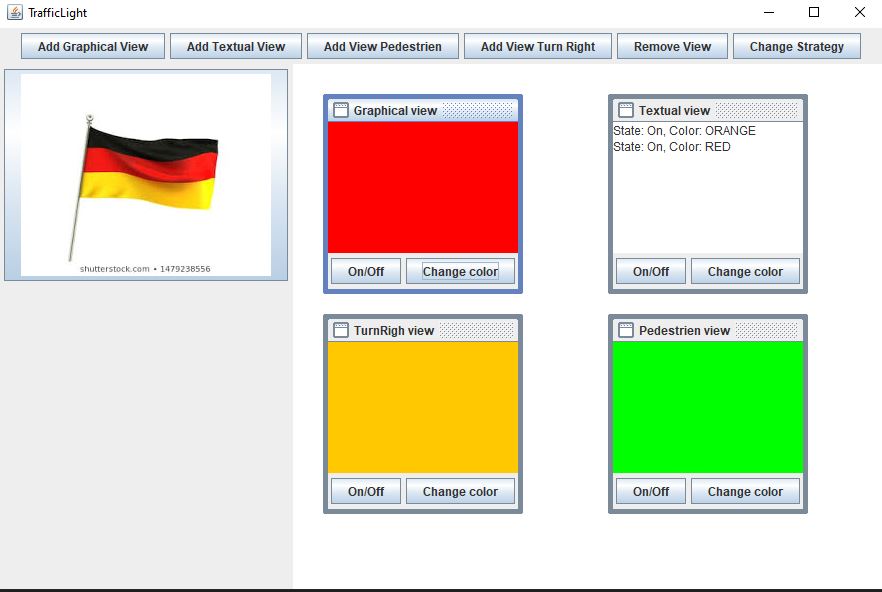 TrafficLight
Add Graphical View Add Textual View Add View Pedestrien Add View Turn Right Remove View Change Strategy
shutterstock.com • 1479238556
Graphical view
On/Off Change color
Textual view
State: On, Color: ORANGE
State: On, Color: RED
On/Off Change color
TurnRigh view
On/Off Change color
Pedestrien view
On/Off Change color